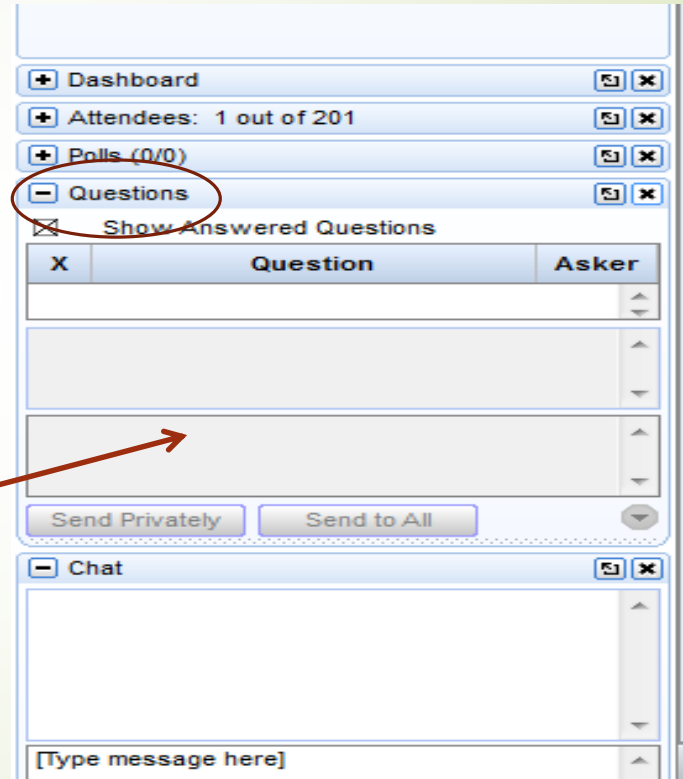 Dashboard
Attendees: 1 out of 201
Polls (0/0)
Questions
Show Answered Questions
X Question Asker
Send Privately Send to All
Chat
[Type message here]